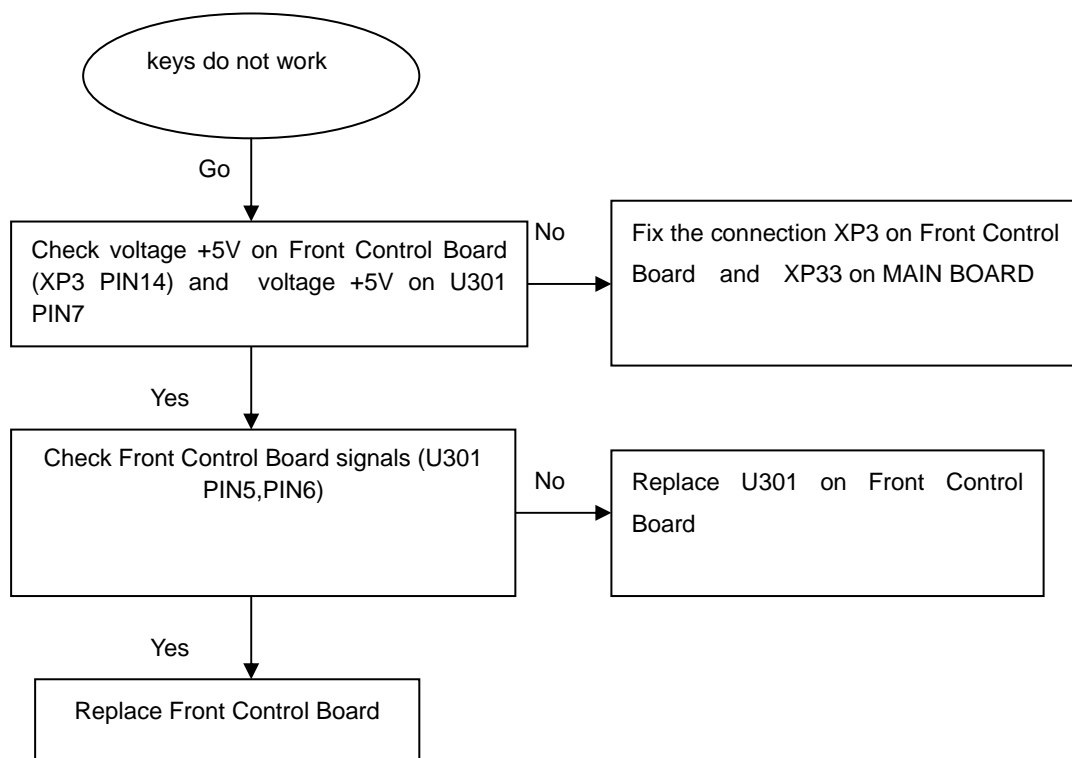 keys do not work
Go
Check voltage +5V on Front Control Board
(XP3 PIN14) and voltage +5V on U301
PIN7
No
Fix the connection XP3 on Front Control
Board and XP33 on MAIN BOARD
Yes
Check Front Control Board signals (U301
PIN5,PIN6)
No
Replace U301 on Front Control
Board
Yes
Replace Front Control Board